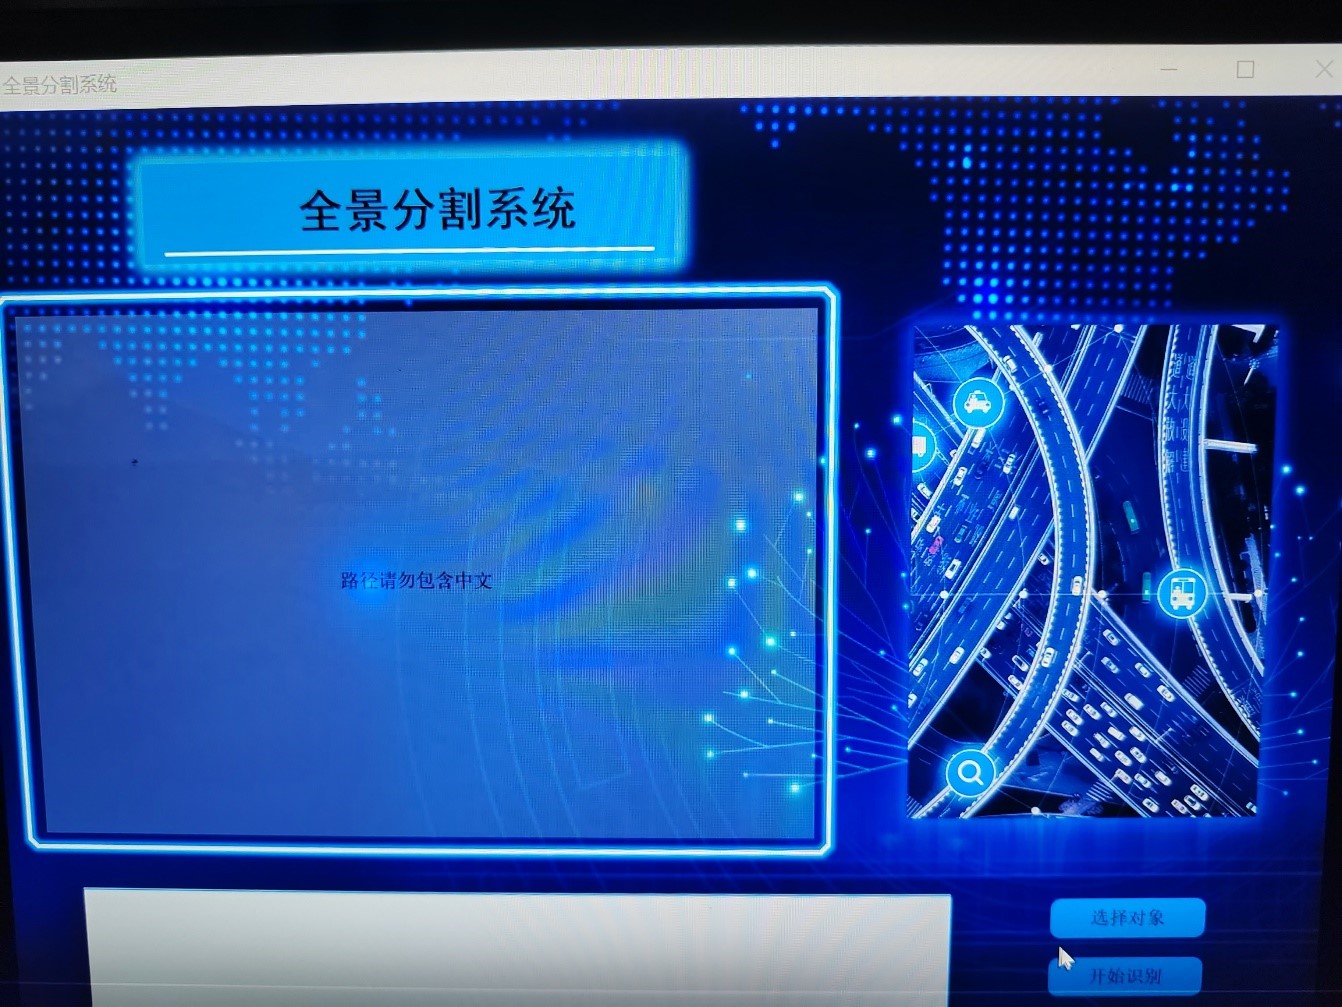 全景分割系统
全景分割系统
路径请勿包含中文
选择对象
开始识别